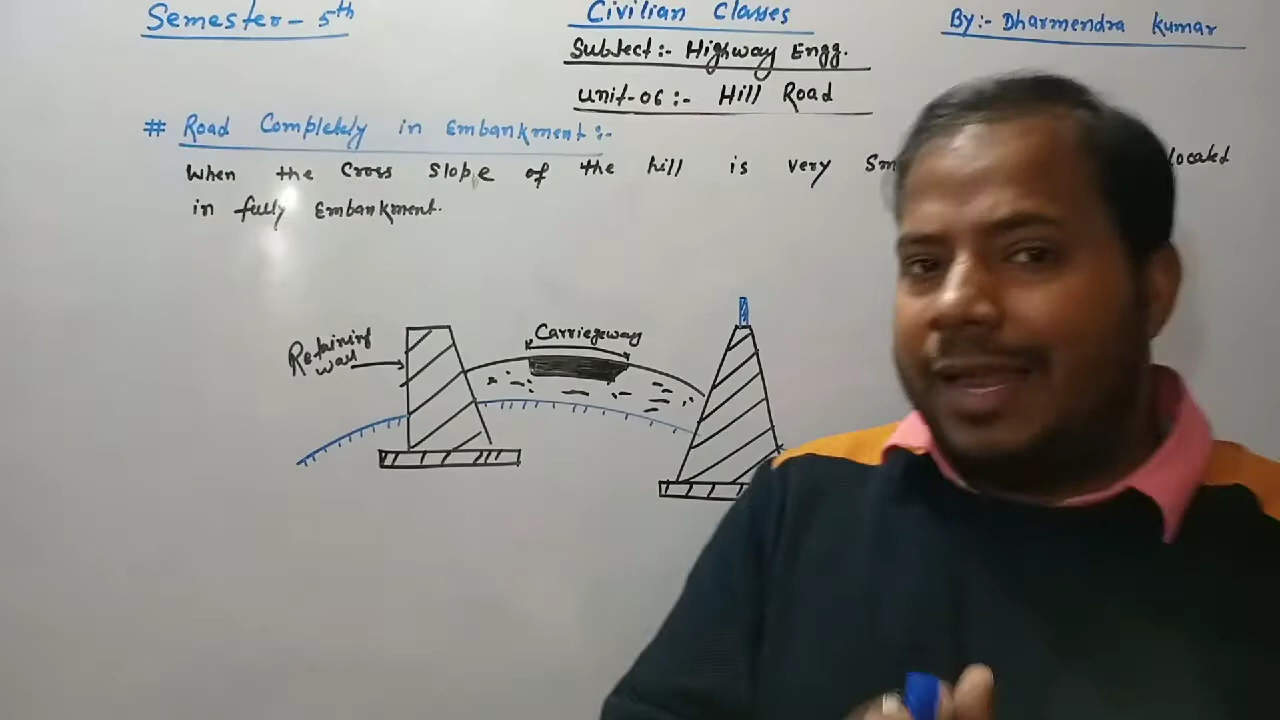 Semester - 5th
Civilian Classes
By:- Dharmendra Kumar
Subject:- Highway Engg.
Unit-06:- Hill Road
# Road Completely in Embankment:-
When the Cross Slope of the hill is very located
in fully Embankment.
Carriegeway
Retaining
wall